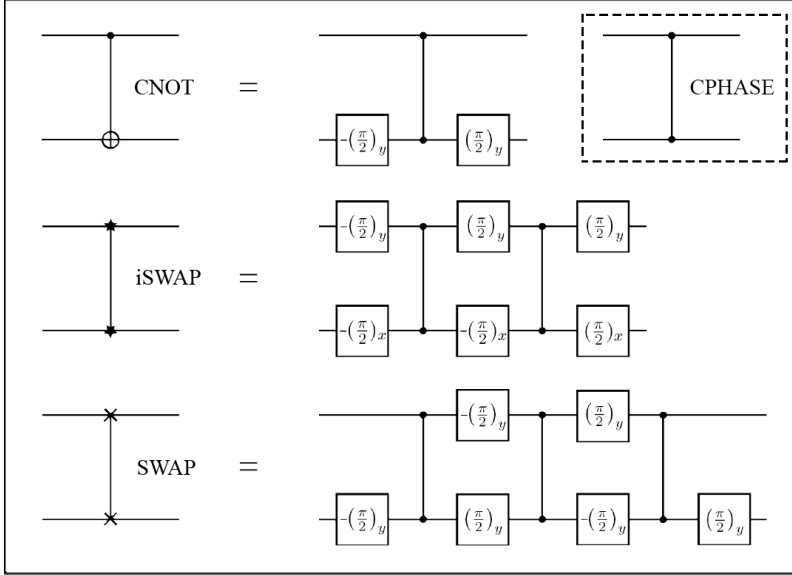 CNOT = -(π/2)y (π/2)y CPHASE
-(π/2)y (π/2)y (π/2)y
iSWAP =
-(π/2)x -(π/2)x (π/2)x
-(π/2)y (π/2)y
SWAP =
-(π/2)y (π/2)y -(π/2)y (π/2)y